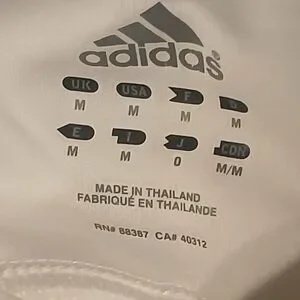 adidas®
UK USA F D
M M M M
E I J CDN
M M O M/M
MADE IN THAILAND
FABRIQUÉ EN THAILANDE
RN# 88387 CA# 40312